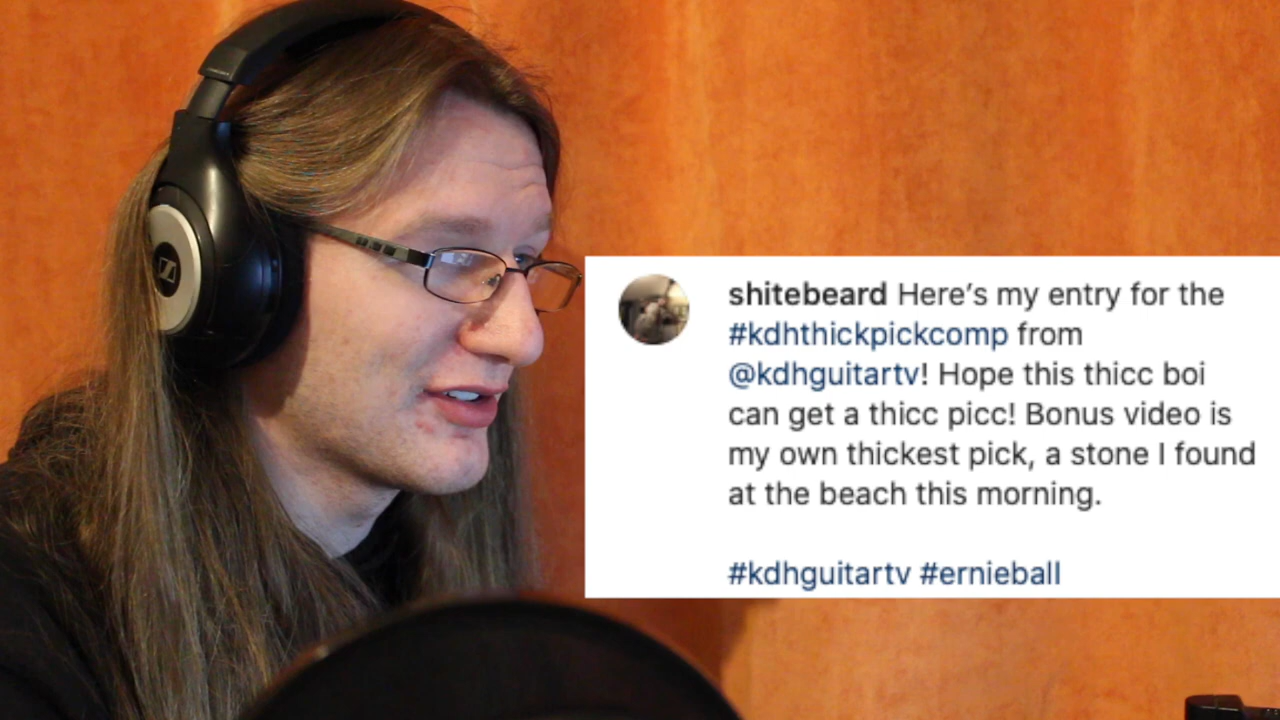 shitebeard Here's my entry for the
#kdhthickpickcomp from
@kdhguitartv! Hope this thicc boi
can get a thicc picc! Bonus video is
my own thickest pick, a stone I found
at the beach this morning.
#kdhguitartv #ernieball